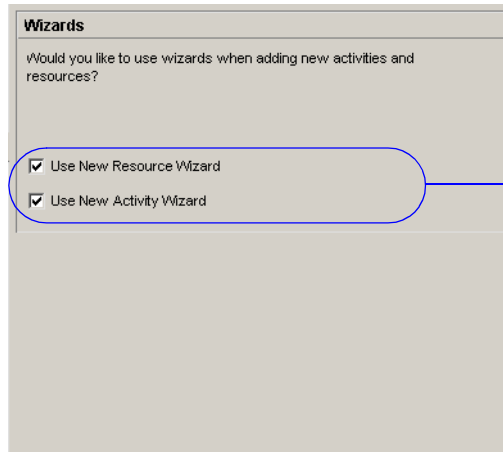 Wizards
Would you like to use wizards when adding new activities and
resources?
Use New Resource Wizard
Use New Activity Wizard